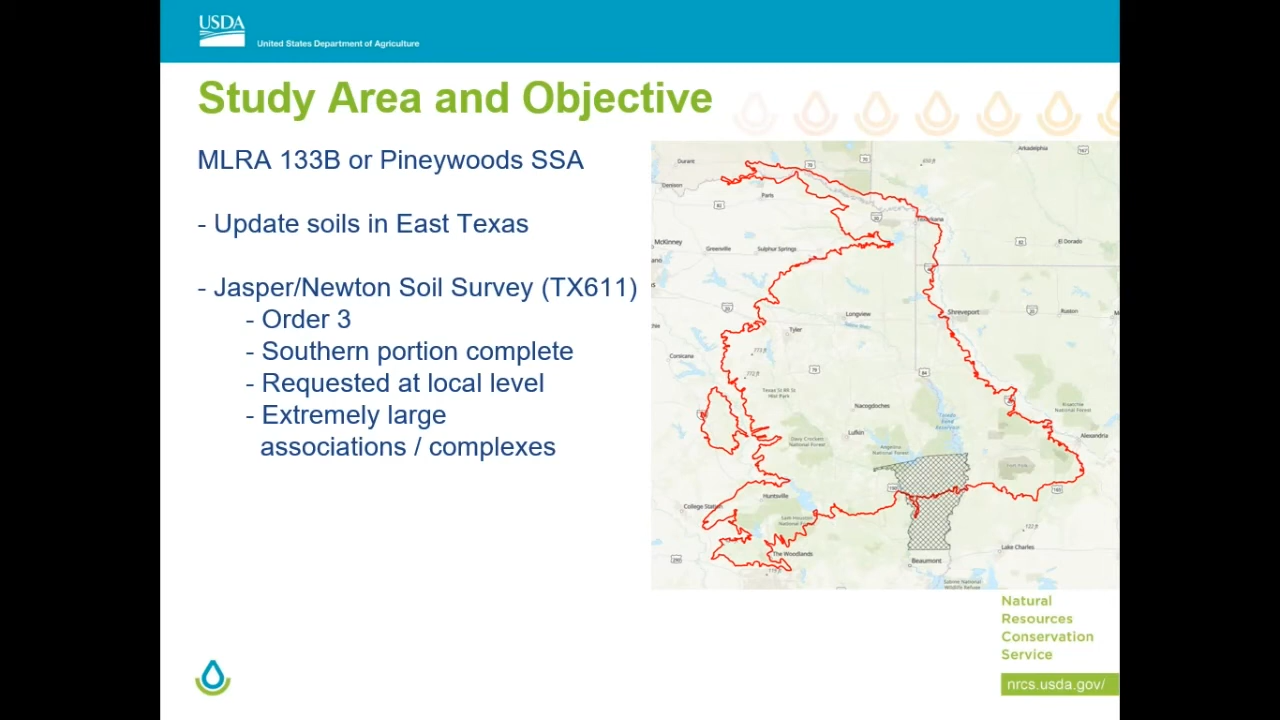 USDA
United States Department of Agriculture
Study Area and Objective
MLRA 133B or Pineywoods SSA
- Update soils in East Texas
- Jasper/Newton Soil Survey (TX611)
- Order 3
- Southern portion complete
- Requested at local level
- Extremely large
associations / complexes
Durant
Arkadelphia
Denison
Paris
McKinney
Greenville
Sulphur Springs
El Dorado
Longview
Shreveport
Ruston
Tyler
Corsicana
Nacogdoches
Lufkin
Alexandria
Huntsville
College Station
The Woodlands
Lake Charles
Beaumont
Natural
Resources
Conservation
Service
nrcs.usda.gov/